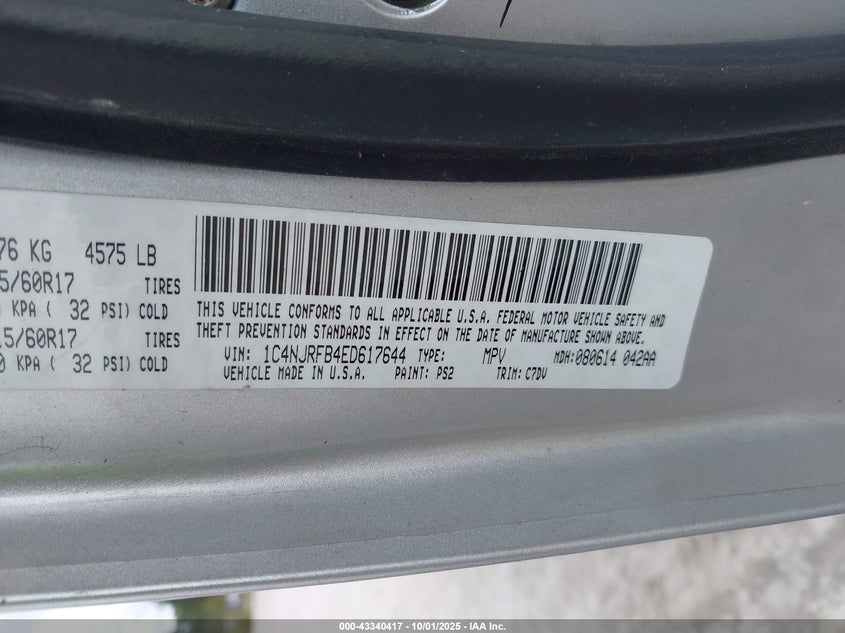 76 KG 4575 LB
5/60R17 TIRES
KPA ( 32 PSI) COLD
15/60R17 TIRES
0 KPA ( 32 PSI) COLD
THIS VEHICLE CONFORMS TO ALL APPLICABLE U.S.A. FEDERAL MOTOR VEHICLE SAFETY AND
THEFT PREVENTION STANDARDS IN EFFECT ON THE DATE OF MANUFACTURE SHOWN ABOVE.
VIN: 1C4NJRFB4ED617644 TYPE: MPV MDH: 080614 042AA
VEHICLE MADE IN U.S.A. PAINT: PS2 TRIM: C7DV
000-43340417 - 10/01/2025 - IAA Inc.